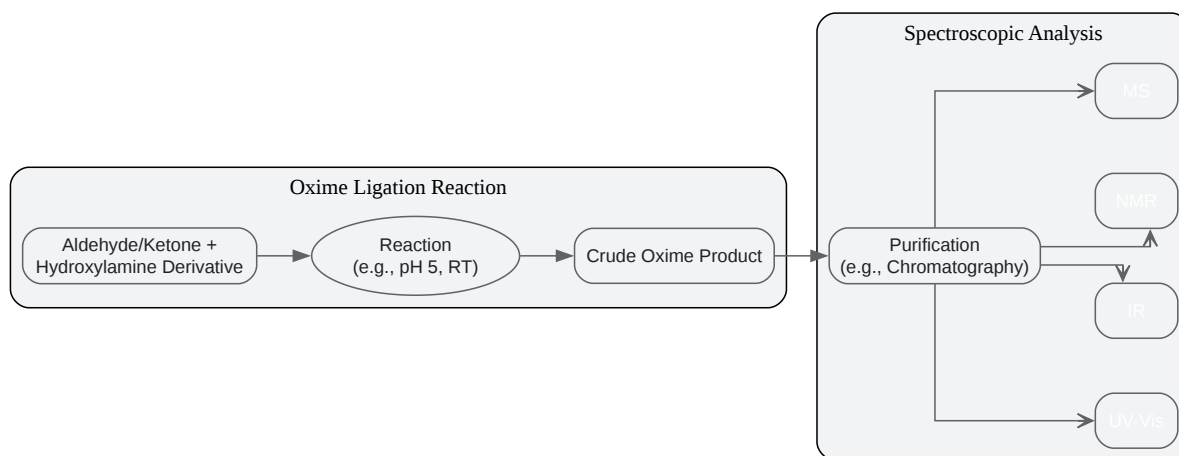 Spectroscopic Analysis
MS
Oxime Ligation Reaction
NMR
Aldehyde/Ketone +
Hydroxylamine Derivative
Reaction
(e.g., pH 5, RT)
Crude Oxime Product
Purification
(e.g., Chromatography)
IR
UV-Vis